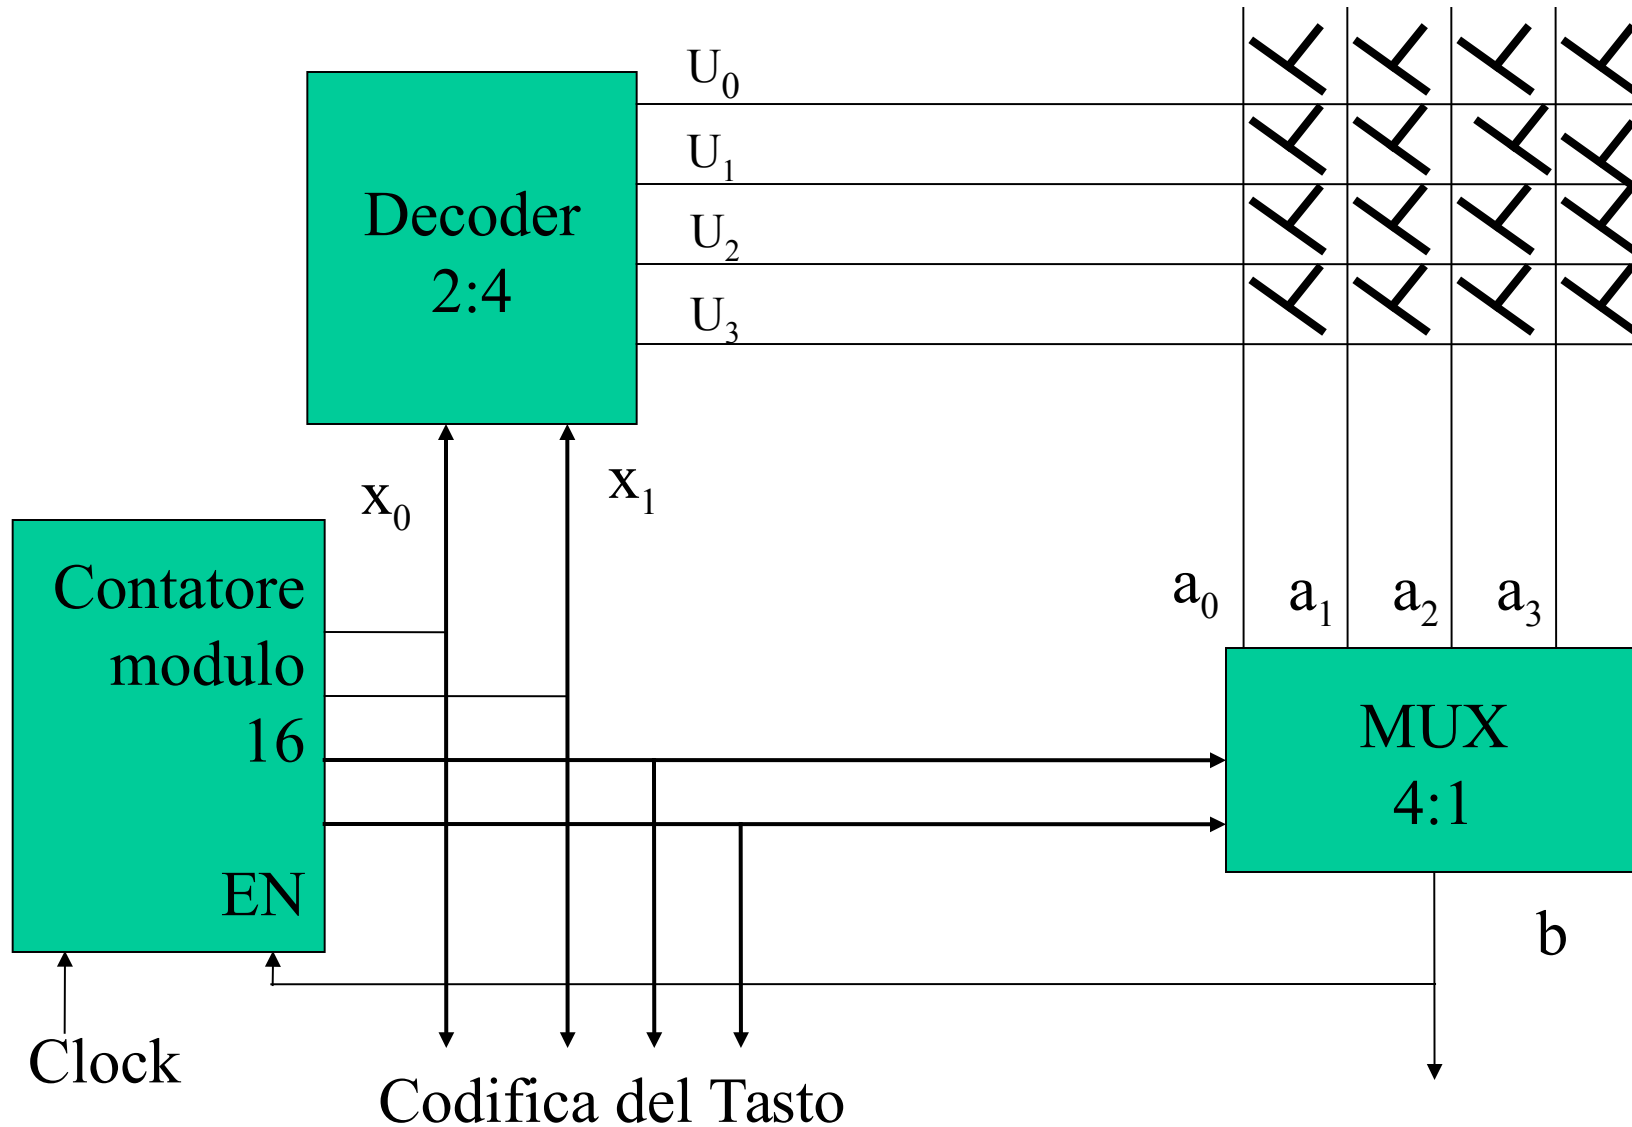 U0
U1
U2
U3
Decoder
2:4
x0
x1
Contatore
modulo
16
EN
a0
a1
a2
a3
MUX
4:1
b
Clock
Codifica del Tasto